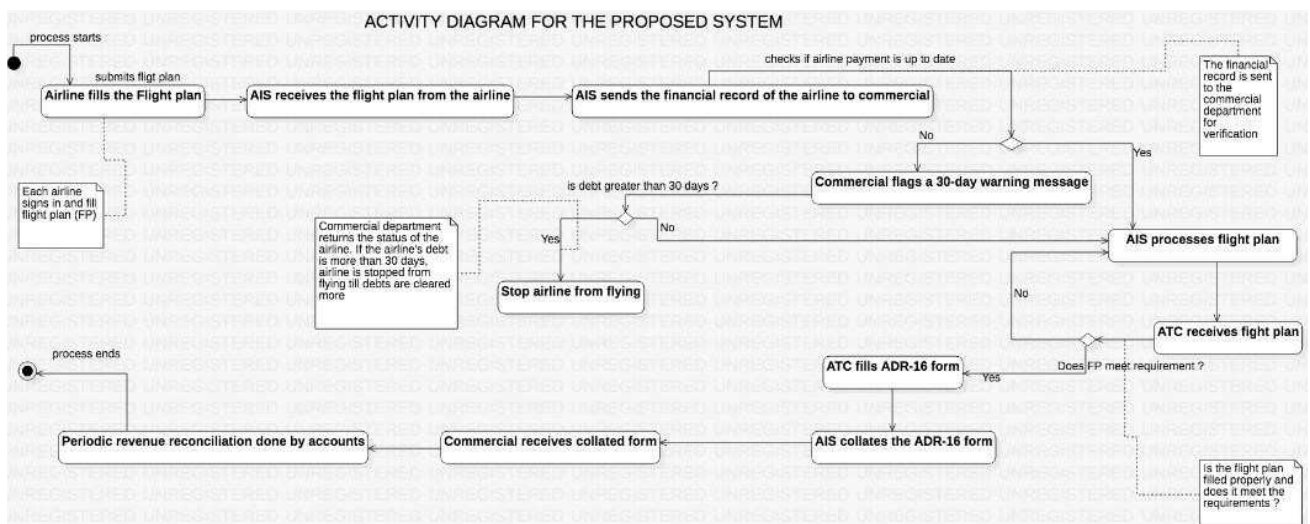 ACTIVITY DIAGRAM FOR THE PROPOSED SYSTEM
process starts
submits fligt plan
Airline fills the Flight plan
AIS receives the flight plan from the airline
AIS sends the financial record of the airline to commercial
checks if airline payment is up to date
The financial
record is sent
to the
commercial
department
for
verification
No
Yes
Each airline
signs in and fill
flight plan (FP)
Commercial flags a 30-day warning message
is debt greater than 30 days ?
Commercial department
returns the status of the
airline. If the airline's debt
is more than 30 days,
airline is stopped from
flying till debts are cleared
more
Yes
No
AIS processes flight plan
Stop airline from flying
No
ATC receives fight plan
process ends
Does FP meet requirement ?
ATC fills ADR-16 form
Yes
Periodic revenue reconciliation done by accounts
Commercial receives collated form
AIS collates the ADR-16 form
Is the flight plan
filled properly and
does it meet the
requirements ?
UNREGISTERED